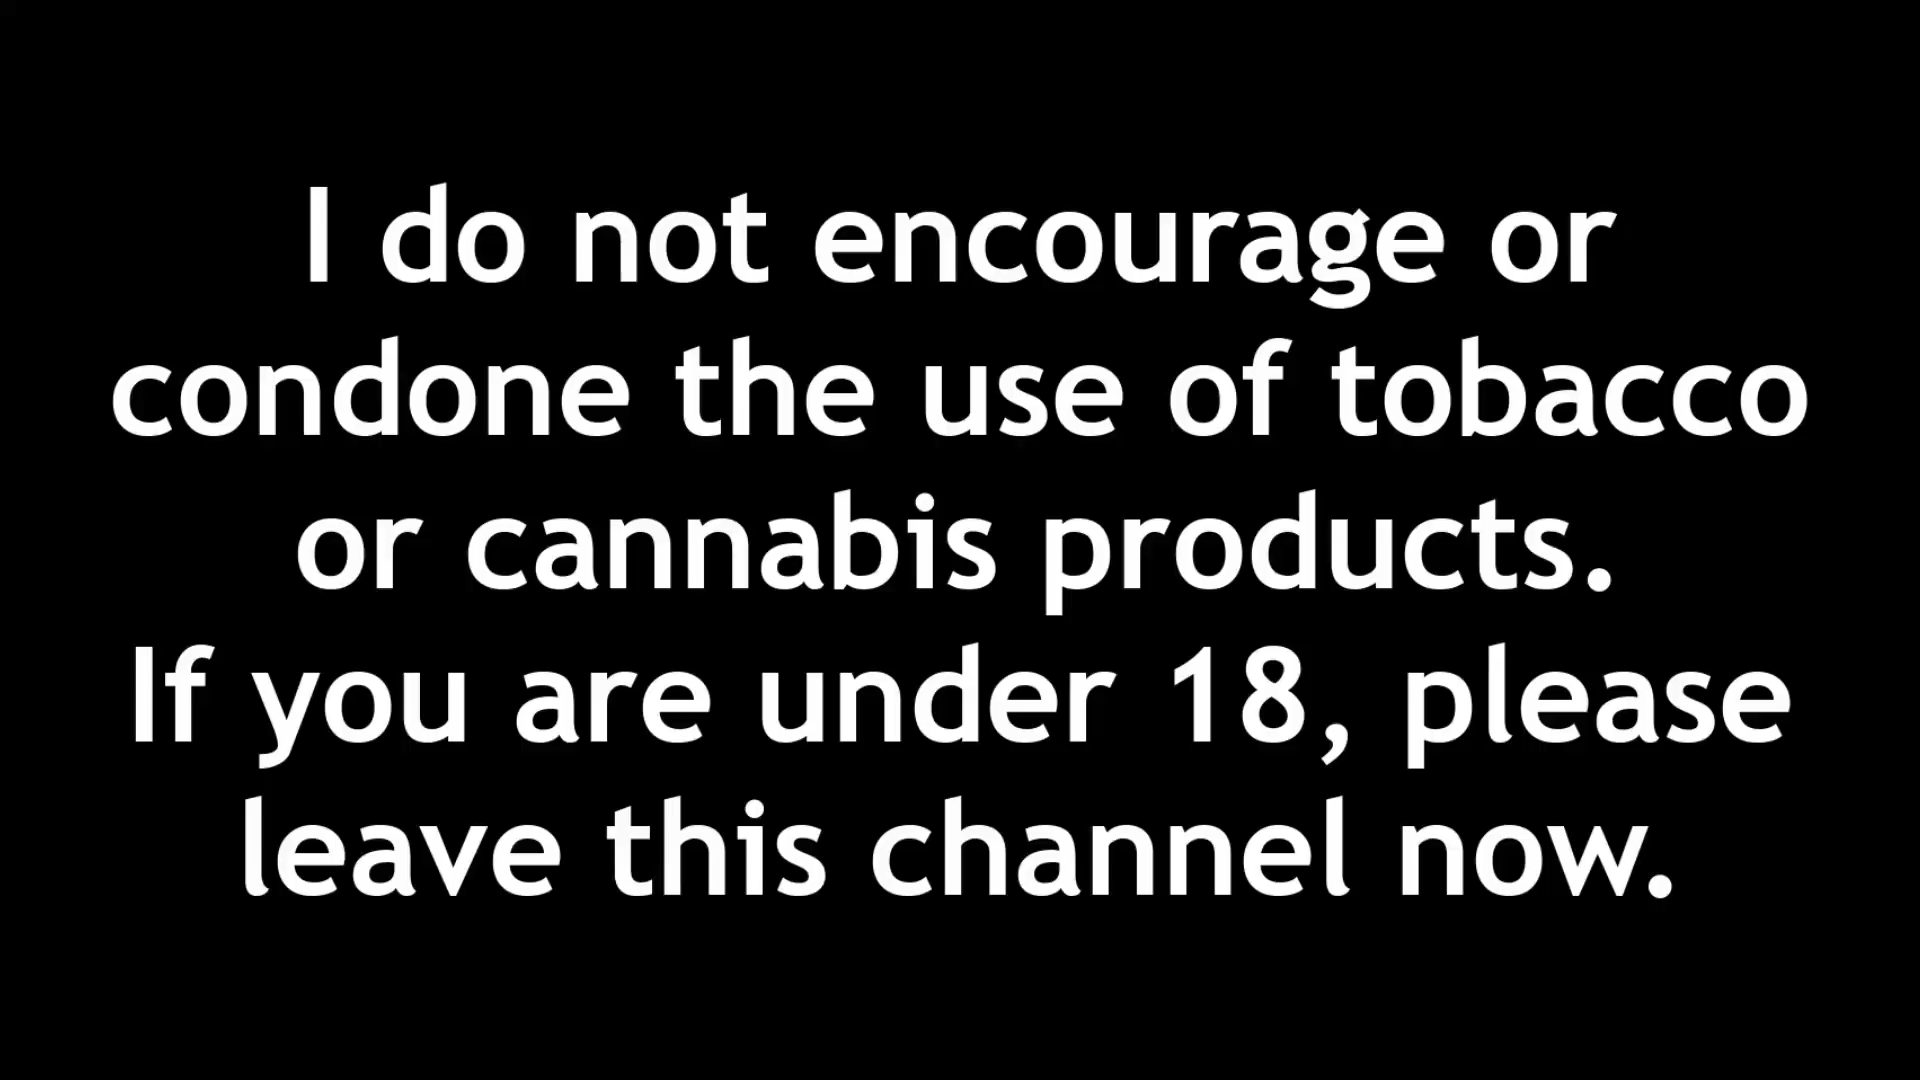 I do not encourage or
condone the use of tobacco
or cannabis products.
If you are under 18, please
leave this channel now.